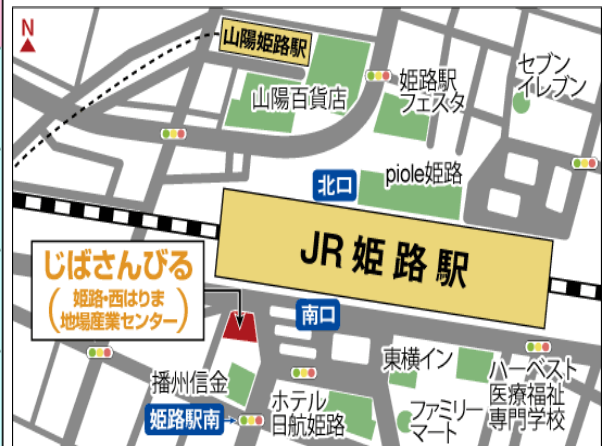 N
山陽姫路駅
山陽百貨店
姫路駅
フェスタ
セブン
イレブン
北口
piole姫路
JR姫路駅
じばさんびる
(姫路・西はりま
地場産業センター)
南口
東横イン
ハーベスト
医療福祉
専門学校
播州信金
ホテル
日航姫路
ファミリー
マート
姫路駅南